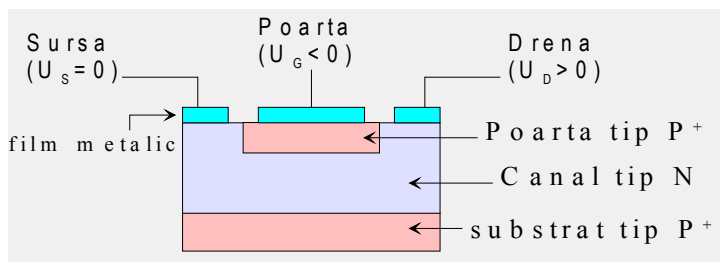 Sursa
(U_S=0)
Poarta
(U_G<0)
Drena
(U_D>0)
film metalic
Poarta tip P⁺
Canal tip N
substrat tip P⁺